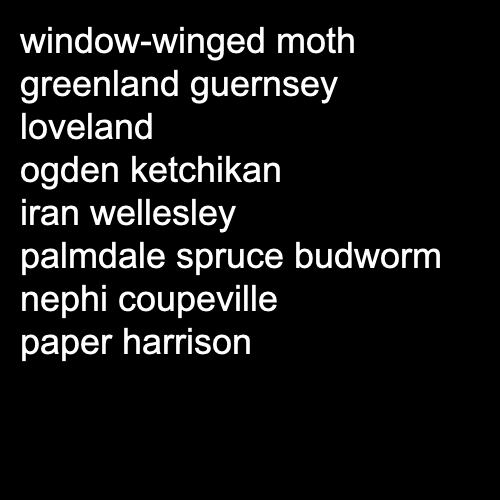 window-winged moth
greenland guernsey
loveland
ogden ketchikan
iran wellesley
palmdale spruce budworm
nephi coupeville
paper harrison